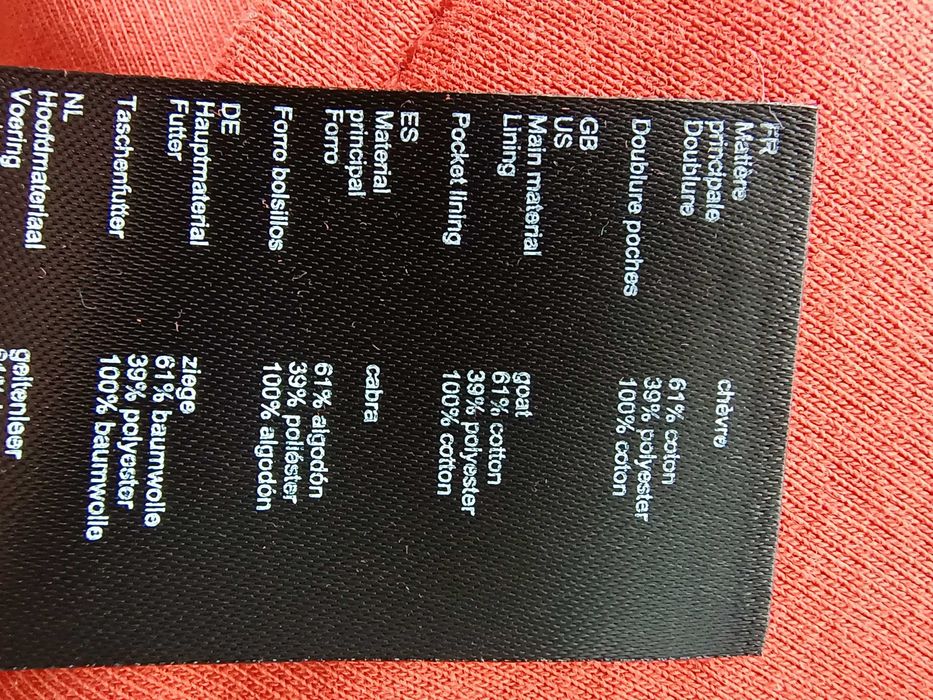 FR
Matière
principale chèvre
Doublure 61% coton
39% polyester
Doublure poches 100% coton
GB
US
Main material goat
Lining 61% cotton
39% polyester
Pocket lining 100% cotton
ES
Material
principal cabra
Forro 61% algodón
39% poliéster
Forro bolsillos 100% algodón
DE
Hauptmaterial ziege
Futter 61% baumwolle
39% polyester
Taschenfutter 100% baumwolle
NL
Hoofdmateriaal geitenleer
Voering